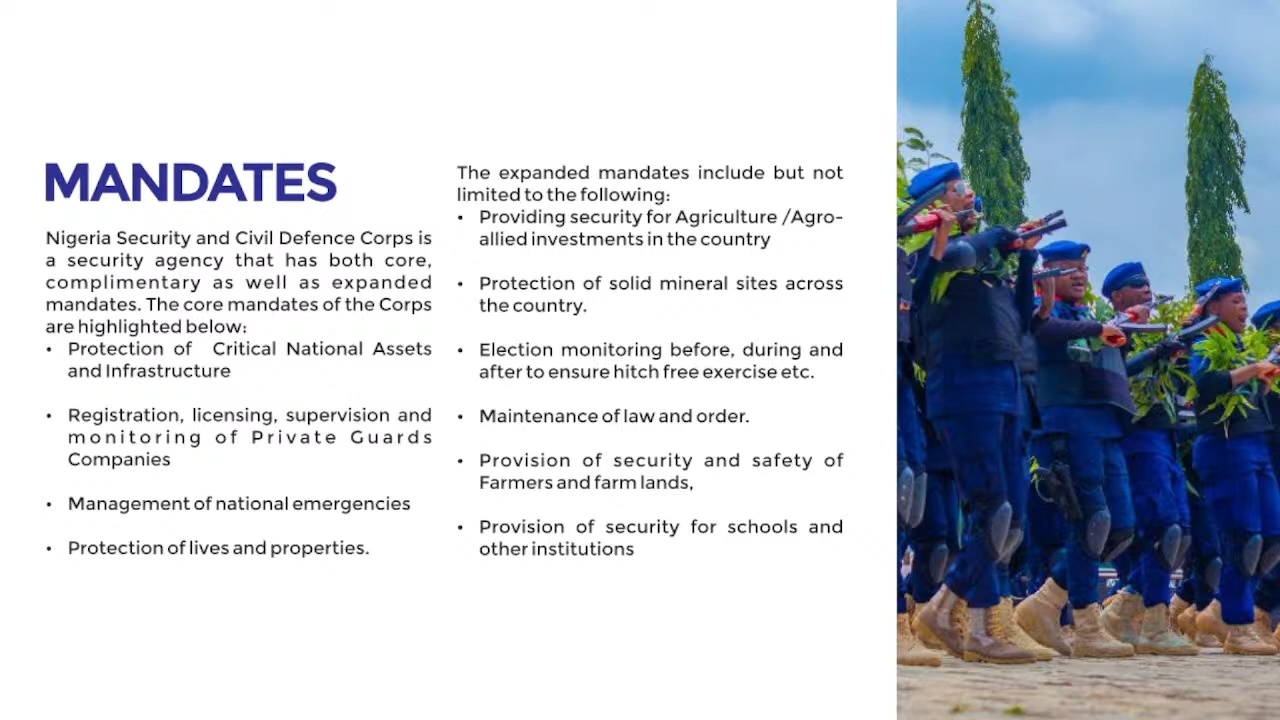 MANDATES
Nigeria Security and Civil Defence Corps is
a security agency that has both core,
complimentary as well as expanded
mandates. The core mandates of the Corps
are highlighted below:
• Protection of Critical National Assets
and Infrastructure
• Registration, licensing, supervision and
monitoring of Private Guards
Companies
• Management of national emergencies
• Protection of lives and properties.
The expanded mandates include but not
limited to the following:
• Providing security for Agriculture /Agro-
allied investments in the country
• Protection of solid mineral sites across
the country.
• Election monitoring before, during and
after to ensure hitch free exercise etc.
• Maintenance of law and order.
• Provision of security and safety of
Farmers and farm lands,
• Provision of security for schools and
other institutions